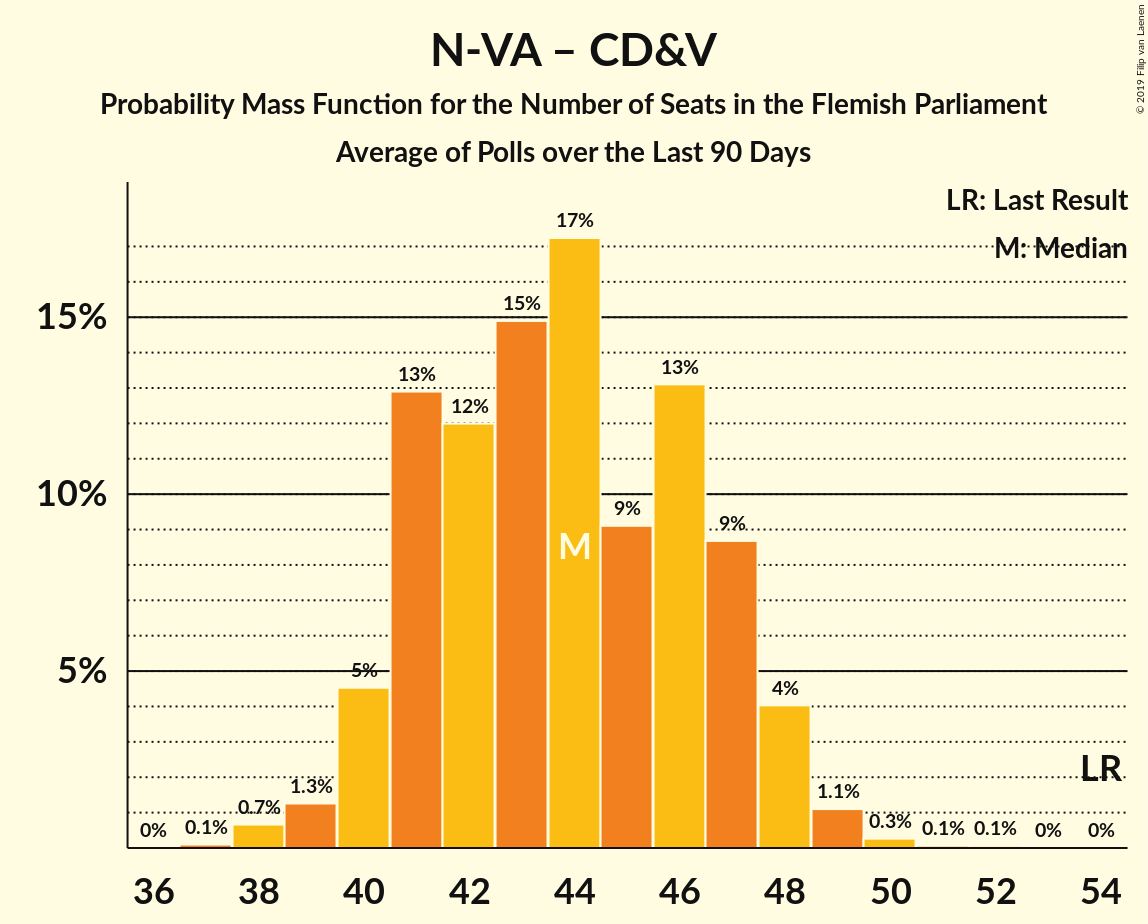 N-VA – CD&V
Probability Mass Function for the Number of Seats in the Flemish Parliament
Average of Polls over the Last 90 Days
© 2019 Filip van Laenen
LR: Last Result
M: Median
17%
15%
13%
13%
12%
9%
9%
5%
4%
1.3%
1.1%
0.7%
0.3%
0%
0.1%
0.1%
0.1%
0%
0%
M
LR
15%
10%
5%
36 38 40 42 44 46 48 50 52 54